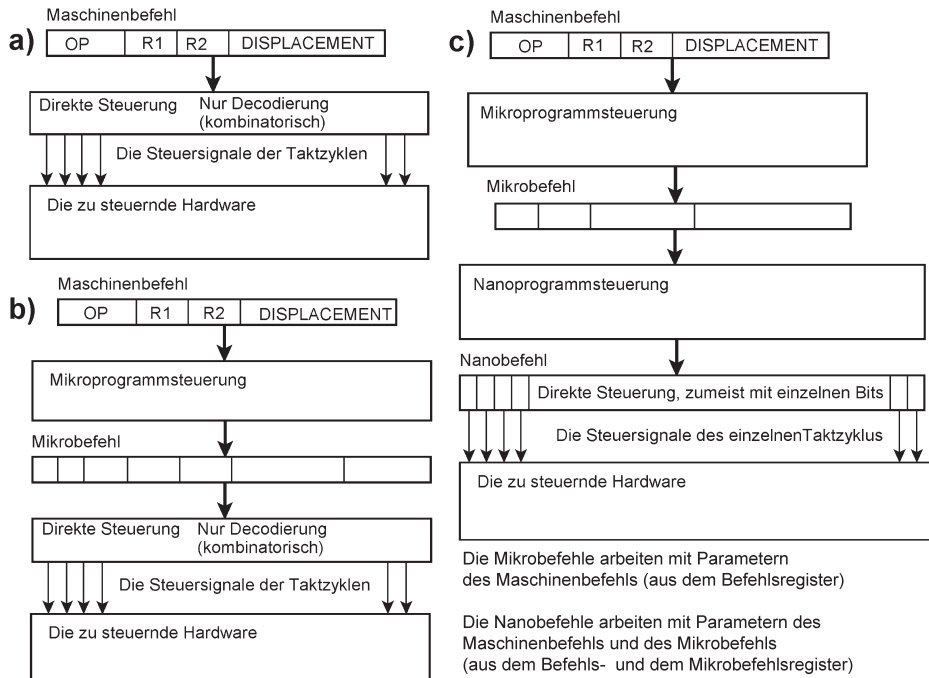 a)
Maschinenbefehl
OP R1 R2 DISPLACEMENT
Direkte Steuerung Nur Decodierung
(kombinatorisch)
Die Steuersignale der Taktzyklen
Die zu steuernde Hardware
b)
Maschinenbefehl
OP R1 R2 DISPLACEMENT
Mikroprogrammsteuerung
Mikrobefehl
Direkte Steuerung Nur Decodierung
(kombinatorisch)
Die Steuersignale der Taktzyklen
Die zu steuernde Hardware
c)
Maschinenbefehl
OP R1 R2 DISPLACEMENT
Mikroprogrammsteuerung
Mikrobefehl
Nanoprogrammsteuerung
Nanobefehl
Direkte Steuerung, zumeist mit einzelnen Bits
Die Steuersignale des einzelnenTaktzyklus
Die zu steuernde Hardware
Die Mikrobefehle arbeiten mit Parametern
des Maschinenbefehls (aus dem Befehlsregister)
Die Nanobefehle arbeiten mit Parametern des
Maschinenbefehls und des Mikrobefehls
(aus dem Befehls- und dem Mikrobefehlsregister)